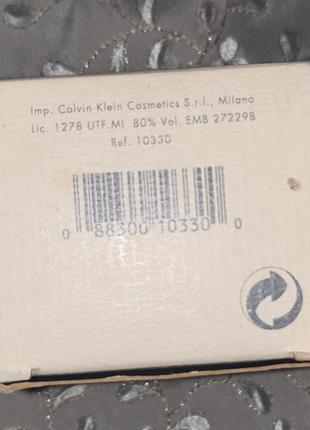 Imp. Calvin Klein Cosmetics S.r.l., Milano
Lic. 1278 UTF.MI 80% Vol. EMB 27229B
Ref. 10330
0 88300 10330 0